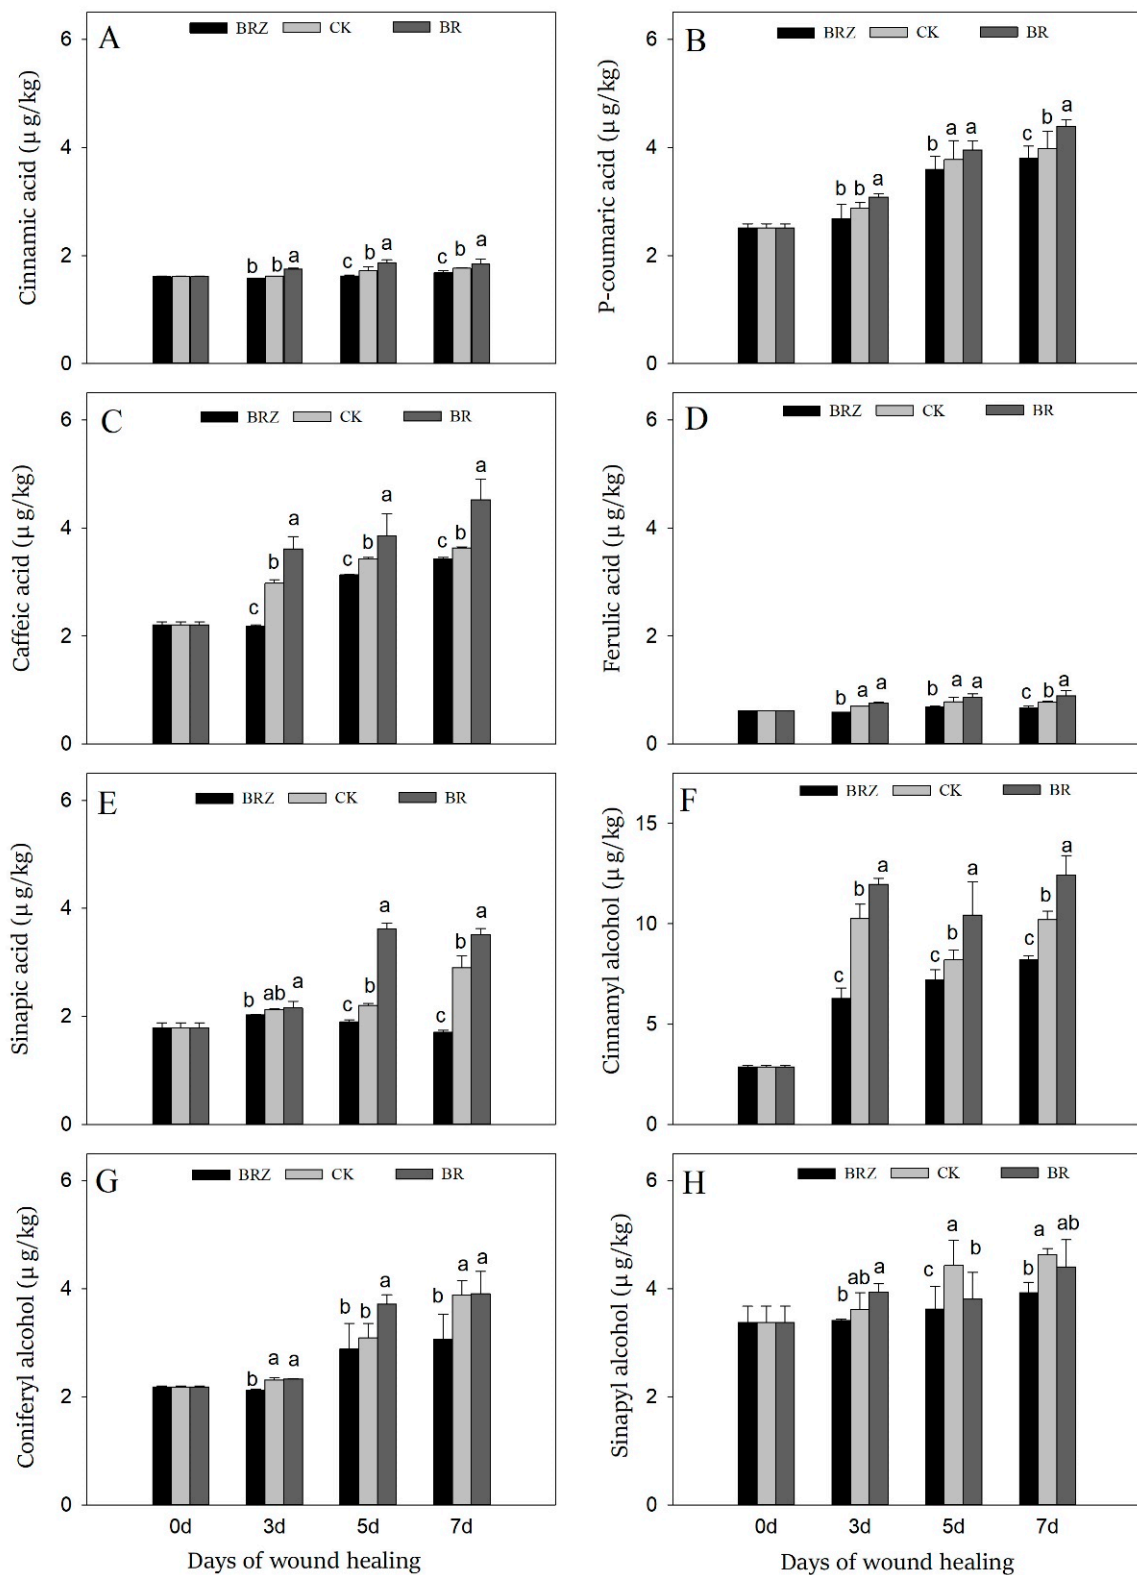 A
BRZ CK BR
6
4
2
0
Cinnamic acid (μ g/kg)
b b a
c b a
c b a
B
BRZ CK BR
6
4
2
0
P-coumaric acid (μ g/kg)
b b a
b a a
c b a
C
BRZ CK BR
6
4
2
0
Caffeic acid (μ g/kg)
c b a
c b a
c b a
D
BRZ CK BR
6
4
2
0
Ferulic acid (μ g/kg)
b a a
b a a
c b a
E
BRZ CK BR
6
4
2
0
Sinapic acid (μ g/kg)
b ab a
c b a
c b a
F
BRZ CK BR
15
10
5
0
Cinnamyl alcohol (μ g/kg)
c b a
c b a
c b a
G
BRZ CK BR
6
4
2
0
Coniferyl alcohol (μ g/kg)
b a a
b b a
b a a
0d 3d 5d 7d
Days of wound healing
H
BRZ CK BR
6
4
2
0
Sinapyl alcohol (μ g/kg)
b ab a
c a b
b a ab
0d 3d 5d 7d
Days of wound healing